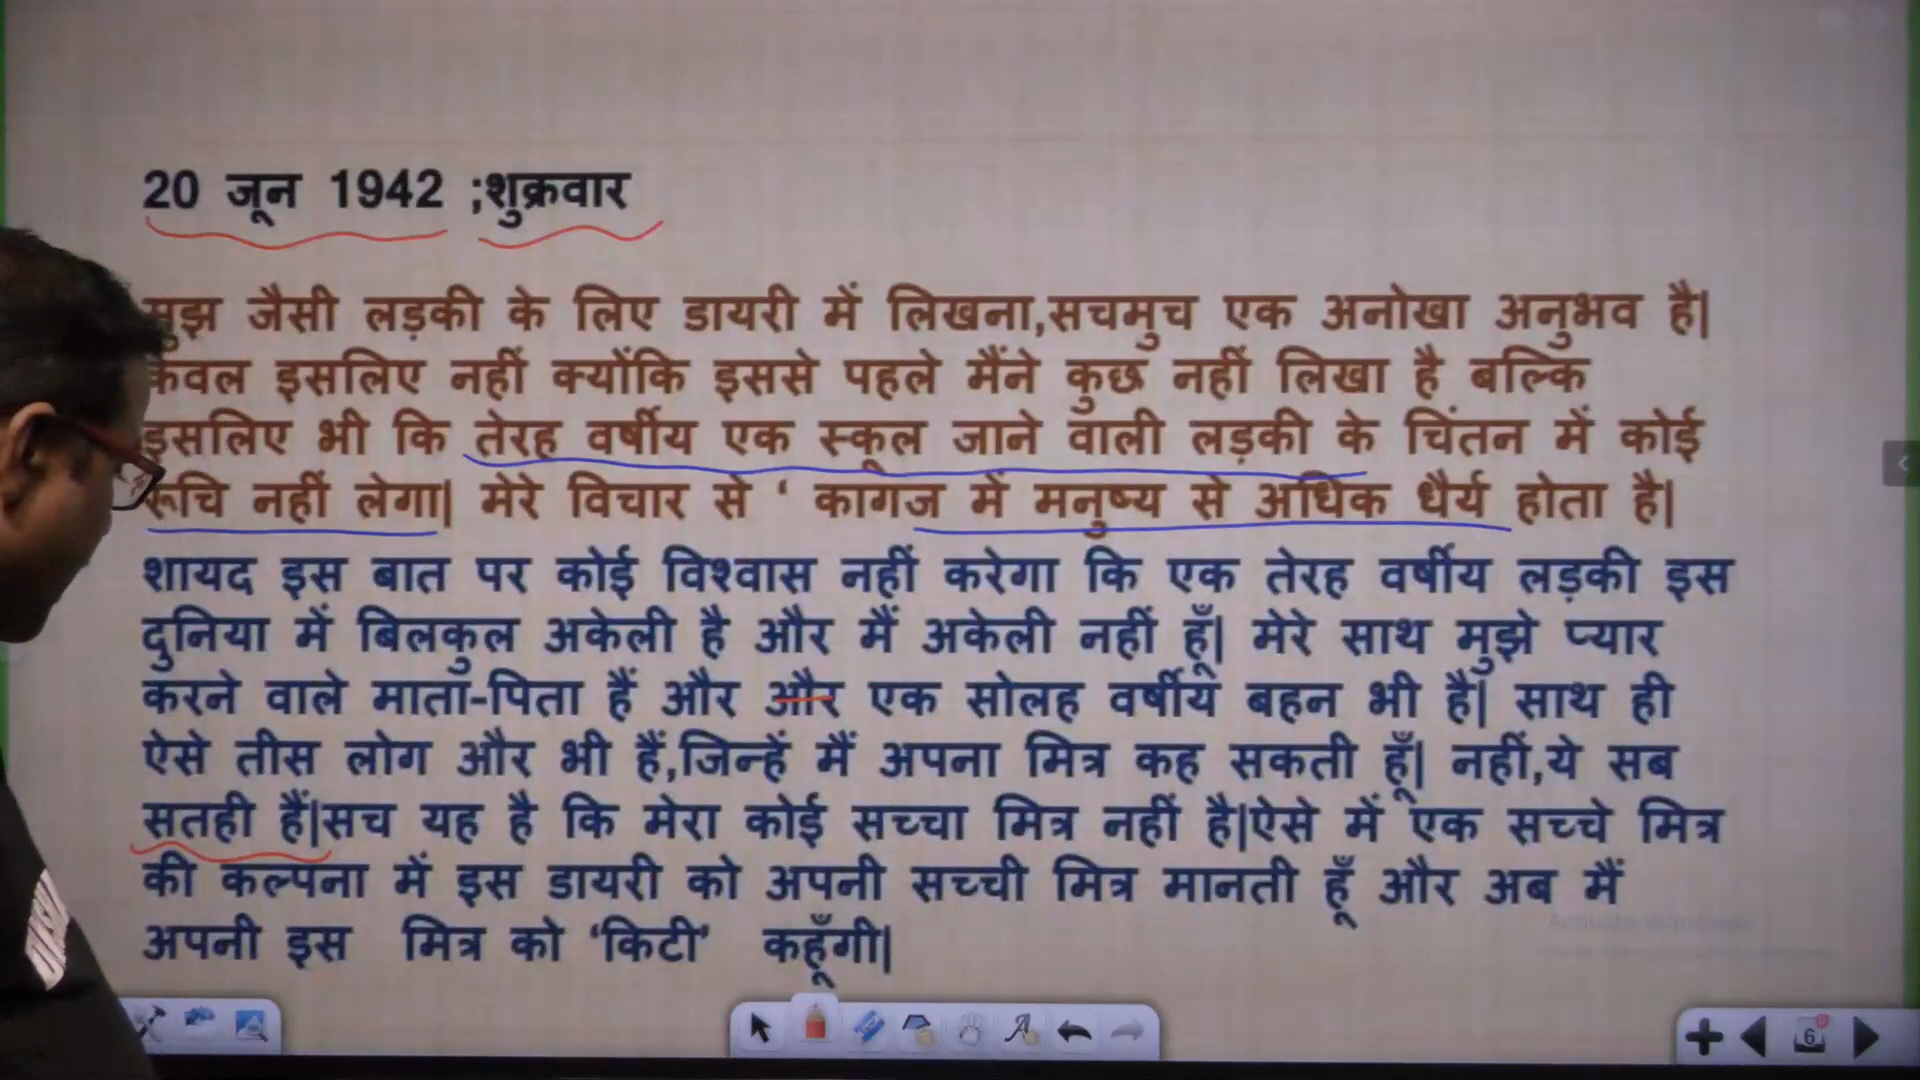 20 जून 1942 ;शुक्रवार
मुझ जैसी लड़की के लिए डायरी में लिखना,सचमुच एक अनोखा अनुभव है|
केवल इसलिए नहीं क्योंकि इससे पहले मैंने कुछ नहीं लिखा है बल्कि
इसलिए भी कि तेरह वर्षीय एक स्कूल जाने वाली लड़की के चिंतन में कोई
रूचि नहीं लेगा| मेरे विचार से ‘ कागज में मनुष्य से अधिक धैर्य होता है|
शायद इस बात पर कोई विश्वास नहीं करेगा कि एक तेरह वर्षीय लड़की इस
दुनिया में बिलकुल अकेली है और मैं अकेली नहीं हूँ| मेरे साथ मुझे प्यार
करने वाले माता-पिता हैं और और एक सोलह वर्षीय बहन भी है| साथ ही
ऐसे तीस लोग और भी हैं,जिन्हें मैं अपना मित्र कह सकती हूँ| नहीं,ये सब
सतही हैं|सच यह है कि मेरा कोई सच्चा मित्र नहीं है|ऐसे में एक सच्चे मित्र
की कल्पना में इस डायरी को अपनी सच्ची मित्र मानती हूँ और अब मैं
अपनी इस मित्र को ‘किटी’ कहूँगी|
6